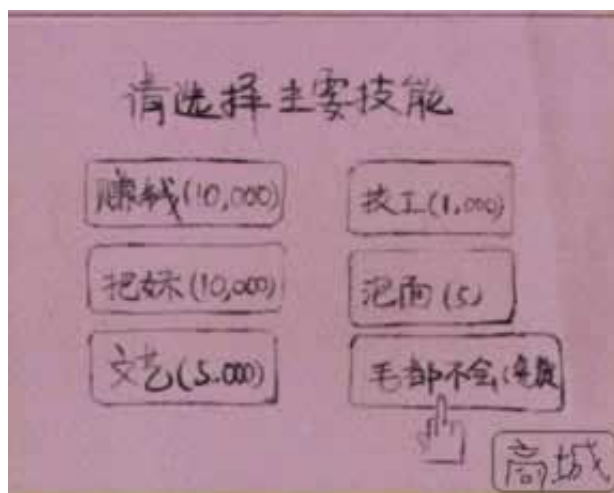 请选择主要技能
赚钱(10,000)
技工(1,000)
把妹(10,000)
泡面(5)
文艺(5.000)
毛都不会(免费
商城